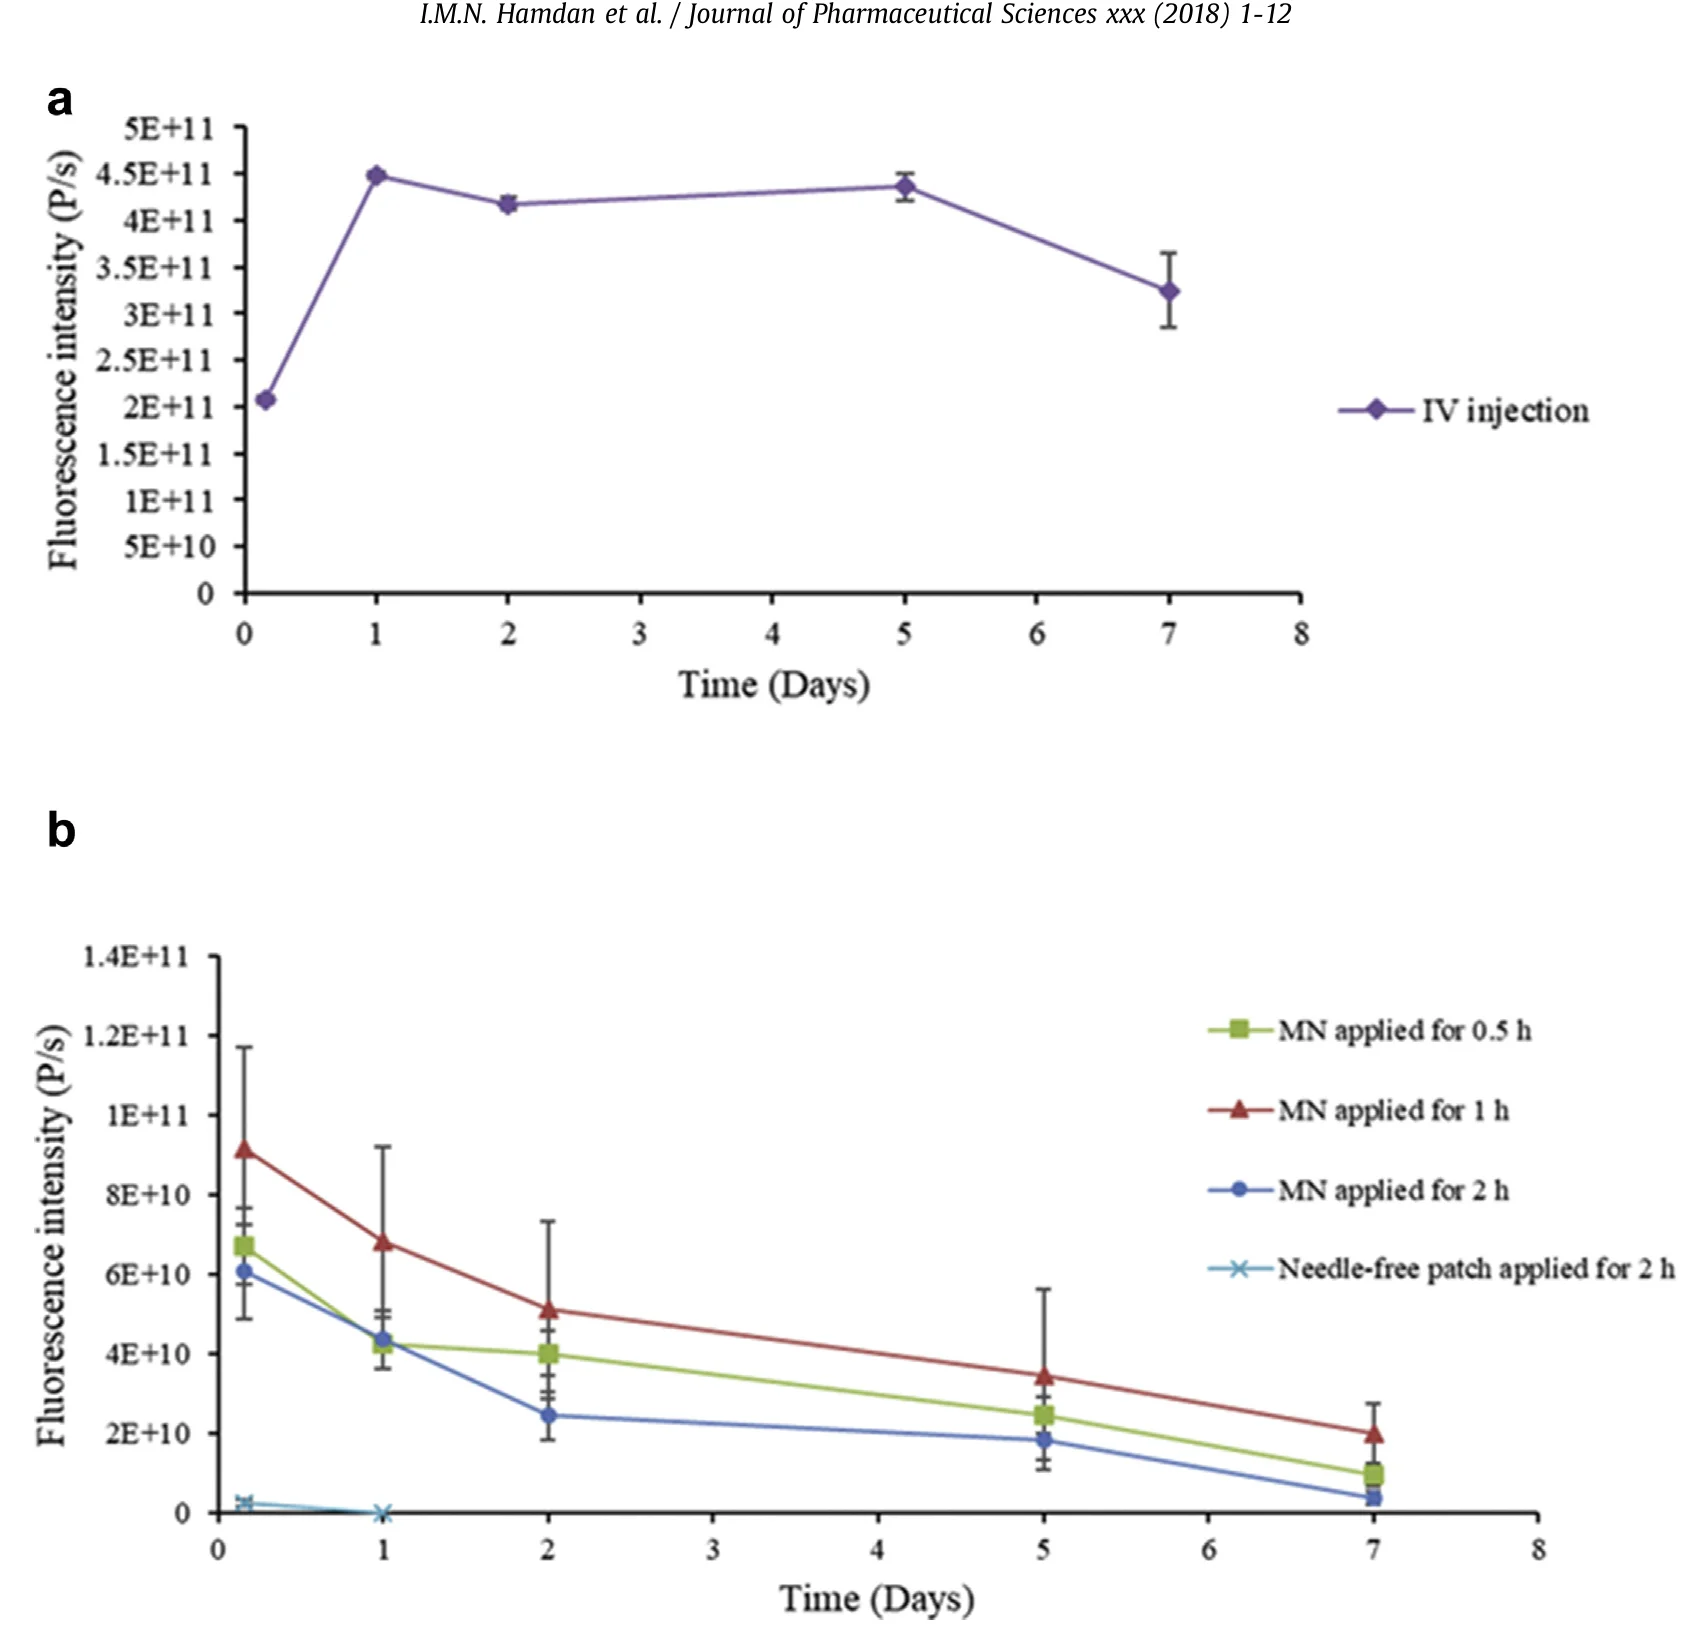 I.M.N. Hamdan et al. / Journal of Pharmaceutical Sciences xxx (2018) 1-12
a
Fluorescence intensity (P/s)
5E+11
4.5E+11
4E+11
3.5E+11
3E+11
2.5E+11
2E+11
1.5E+11
1E+11
5E+10
0
0 1 2 3 4 5 6 7 8
Time (Days)
IV injection
b
Fluorescence intensity (P/s)
1.4E+11
1.2E+11
1E+11
8E+10
6E+10
4E+10
2E+10
0
0 1 2 3 4 5 6 7 8
Time (Days)
MN applied for 0.5 h
MN applied for 1 h
MN applied for 2 h
Needle-free patch applied for 2 h